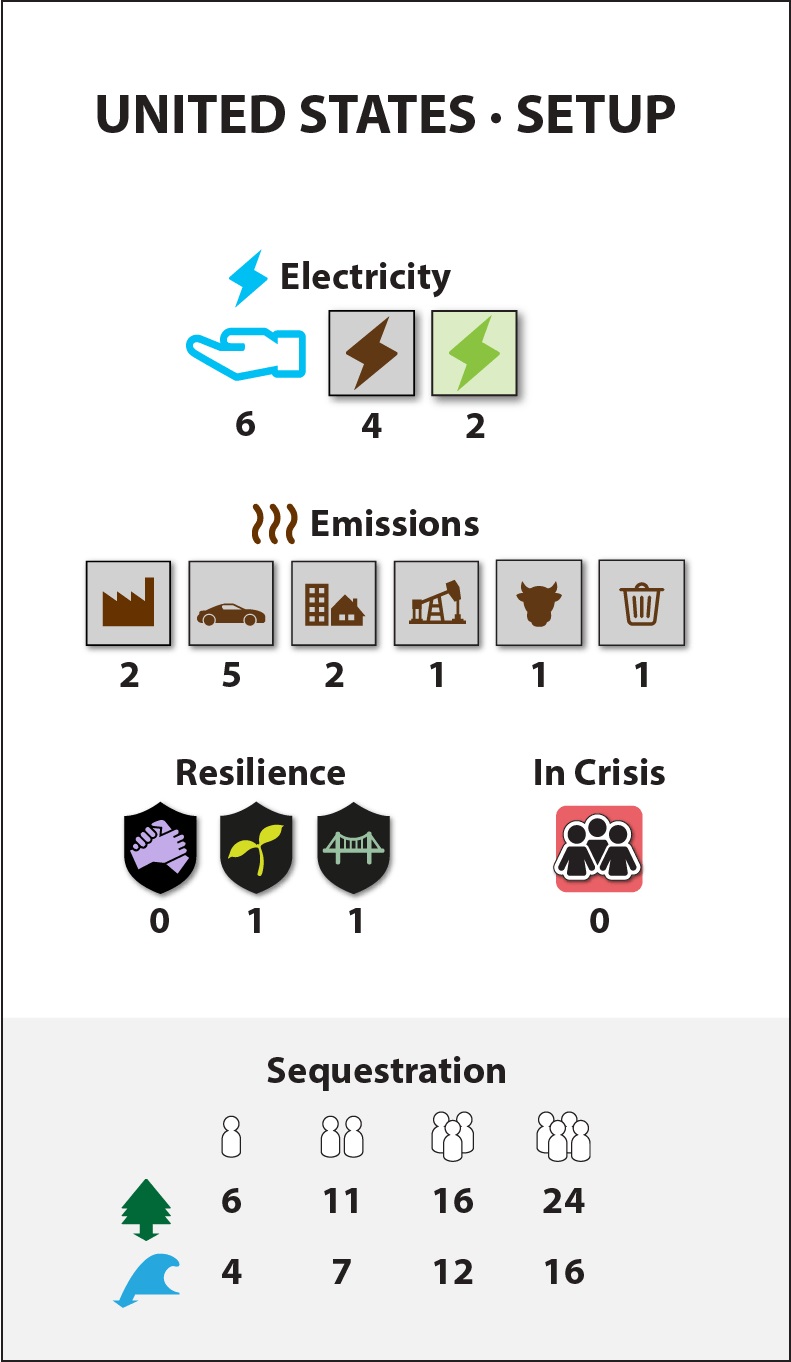 UNITED STATES · SETUP
Electricity
6 4 2
Emissions
2 5 2 1 1 1
Resilience In Crisis
0 1 1 0
Sequestration
6 11 16 24
4 7 12 16